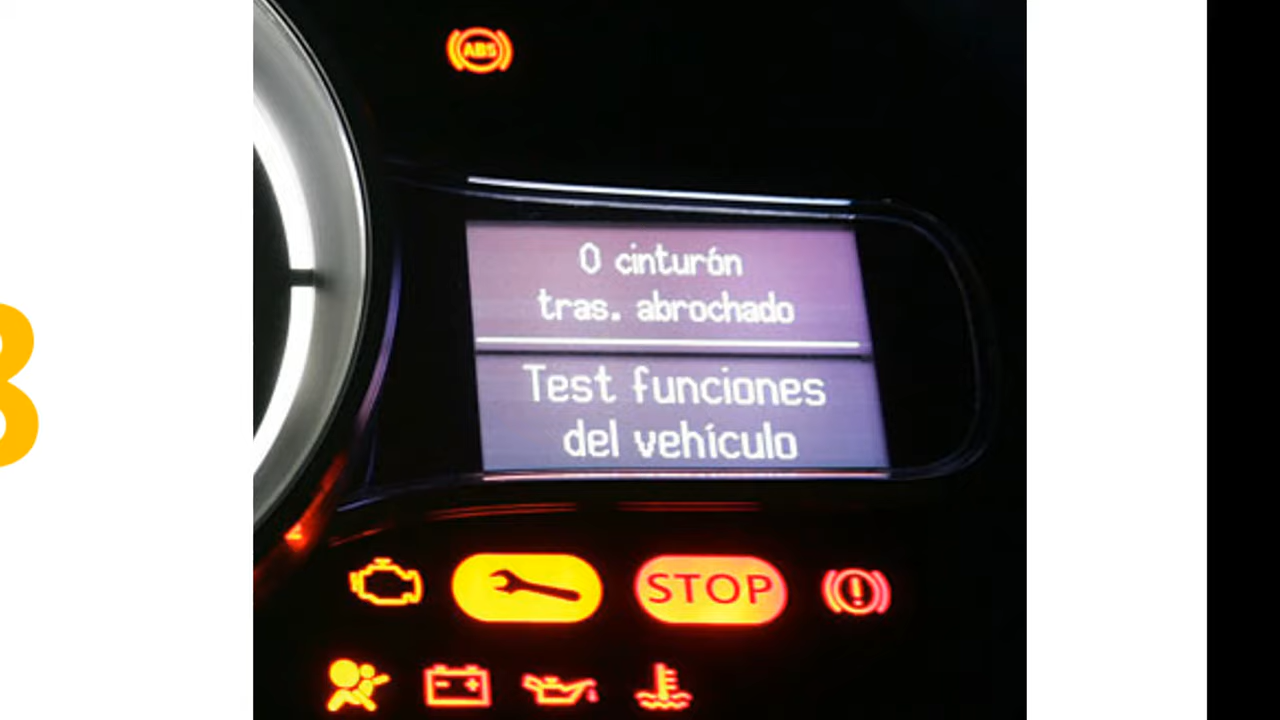 ABS
0 cinturón
tras. abrochado
Test funciones
del vehículo
STOP